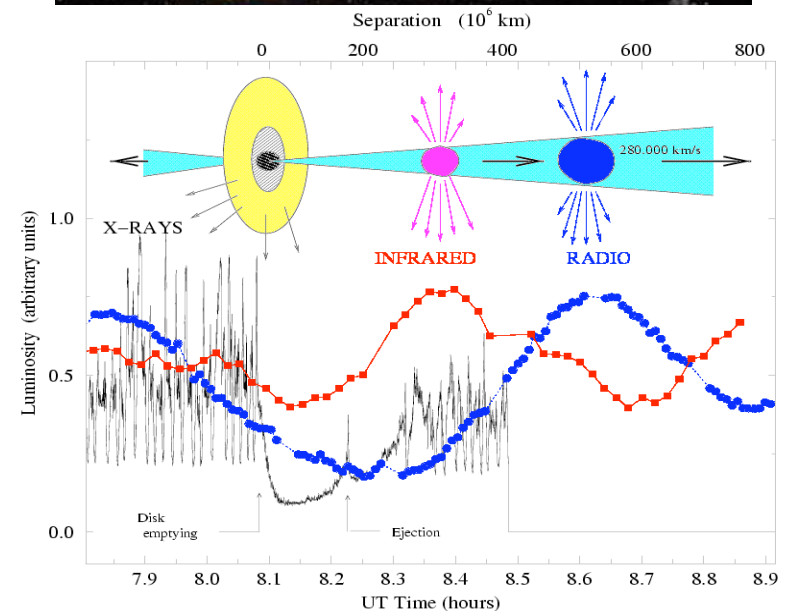 Separation (10⁶ km)
0 200 400 600 800
280.000 km/s
1.0
X–RAYS
INFRARED RADIO
Luminosity (arbitrary units)
0.5
Disk
emptying
Ejection
0.0
7.9 8.0 8.1 8.2 8.3 8.4 8.5 8.6 8.7 8.8 8.9
UT Time (hours)